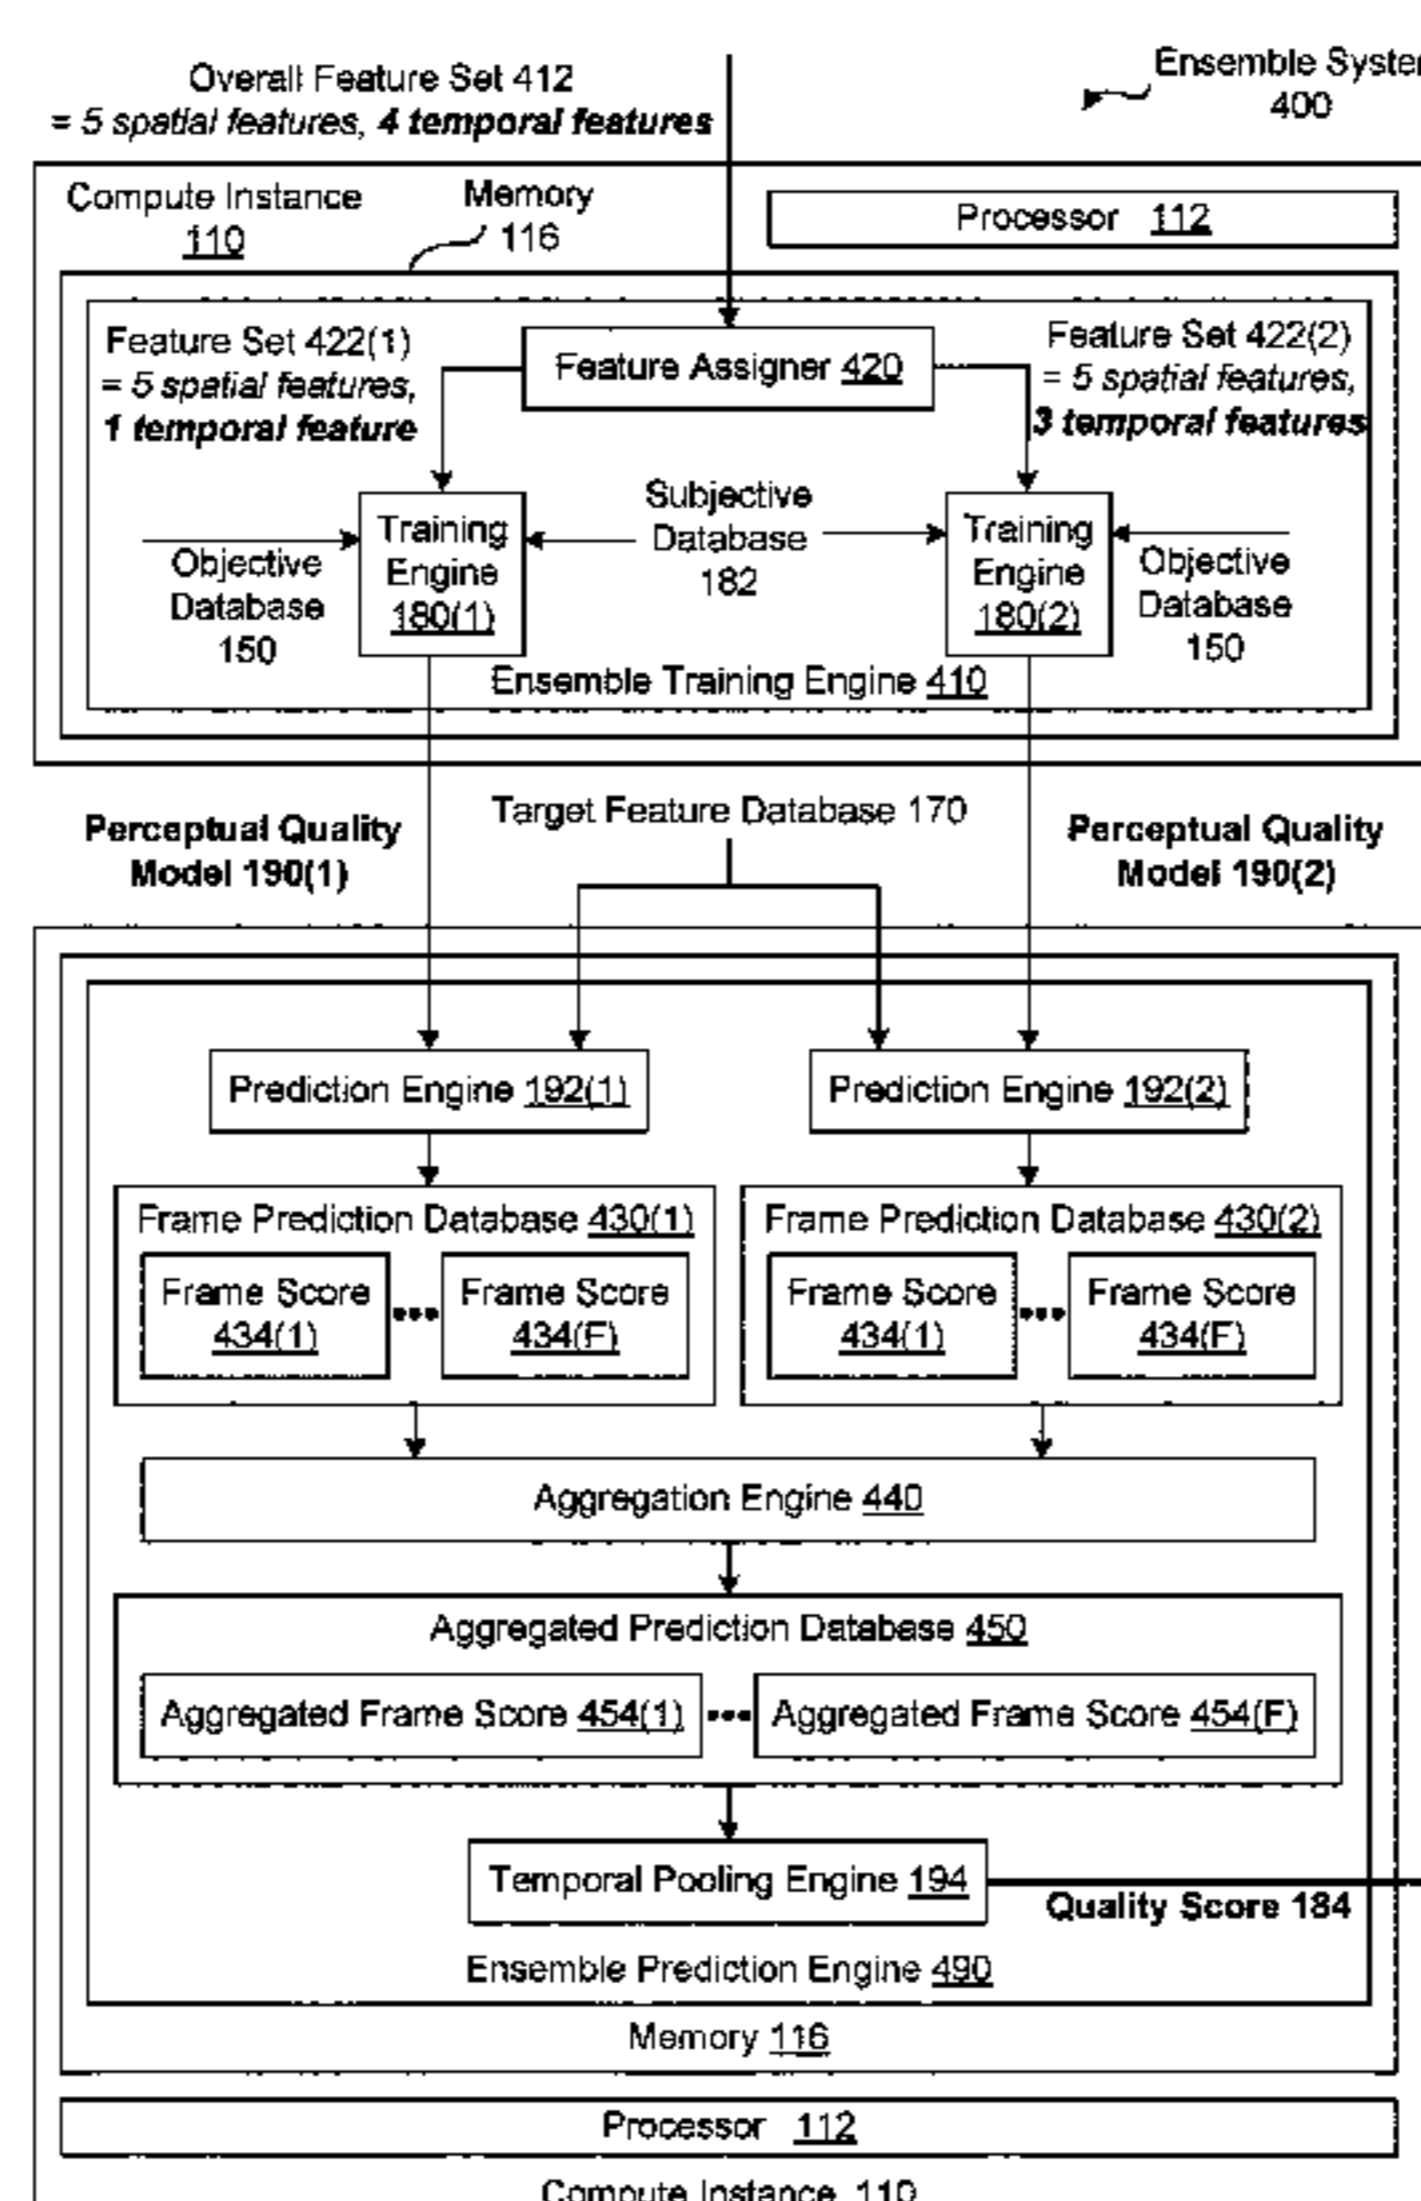 Overall Feature Set 412
= 5 spatial features, 4 temporal features
Ensemble Syste
400
Compute Instance
110
Memory
116
Processor 112
Feature Set 422(1)
= 5 spatial features,
1 temporal feature
Feature Assigner 420
Feature Set 422(2)
= 5 spatial features,
3 temporal features
Objective
Database
150
Training
Engine
180(1)
Subjective
Database
182
Training
Engine
180(2)
Objective
Database
150
Ensemble Training Engine 410
Perceptual Quality
Model 190(1)
Target Feature Database 170
Perceptual Quality
Model 190(2)
Prediction Engine 192(1)
Prediction Engine 192(2)
Frame Prediction Database 430(1)
Frame Score
434(1)
•••
Frame Score
434(F)
Frame Prediction Database 430(2)
Frame Score
434(1)
•••
Frame Score
434(F)
Aggregation Engine 440
Aggregated Prediction Database 450
Aggregated Frame Score 454(1) ••• Aggregated Frame Score 454(F)
Temporal Pooling Engine 194
Quality Score 184
Ensemble Prediction Engine 490
Memory 116
Processor 112
Compute Instance 110